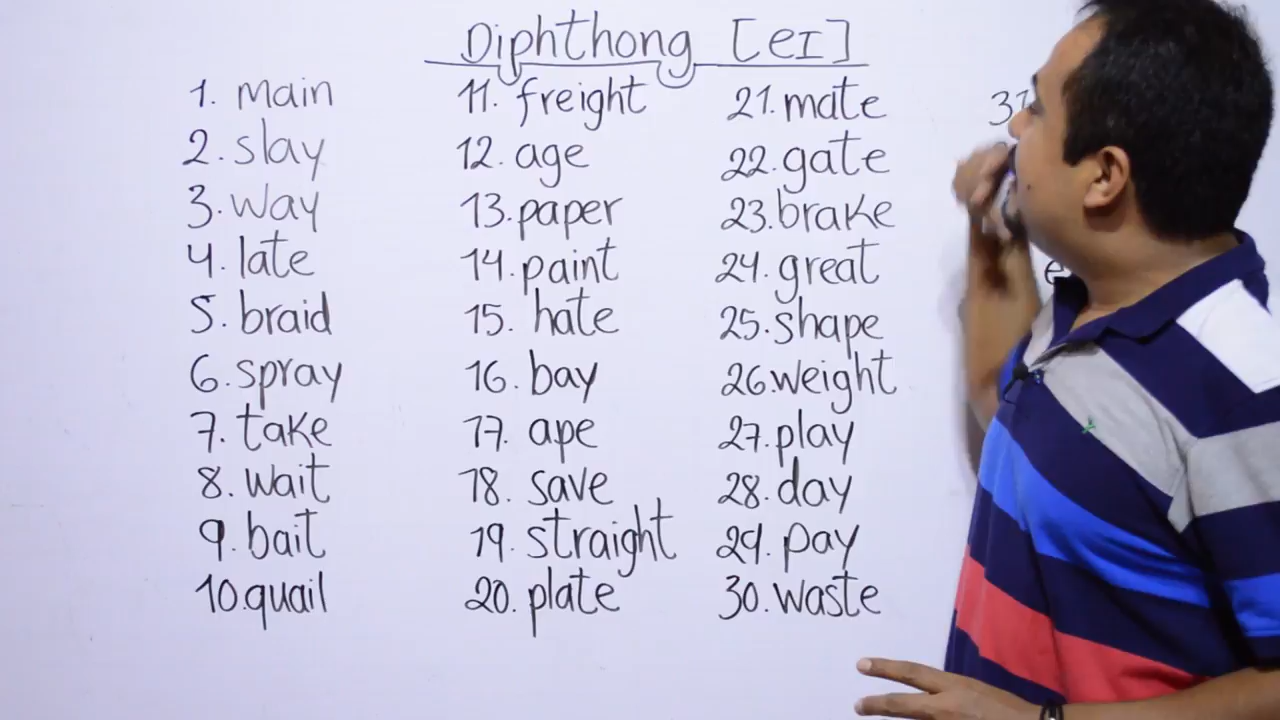 Diphthong [eɪ]
1. main
2. slay
3. way
4. late
5. braid
6. spray
7. take
8. wait
9. bait
10. quail
11. freight
12. age
13. paper
14. paint
15. hate
16. bay
17. ape
18. save
19. straight
20. plate
21. mate
22. gate
23. brake
24. great
25. shape
26. weight
27. play
28. day
29. pay
30. waste